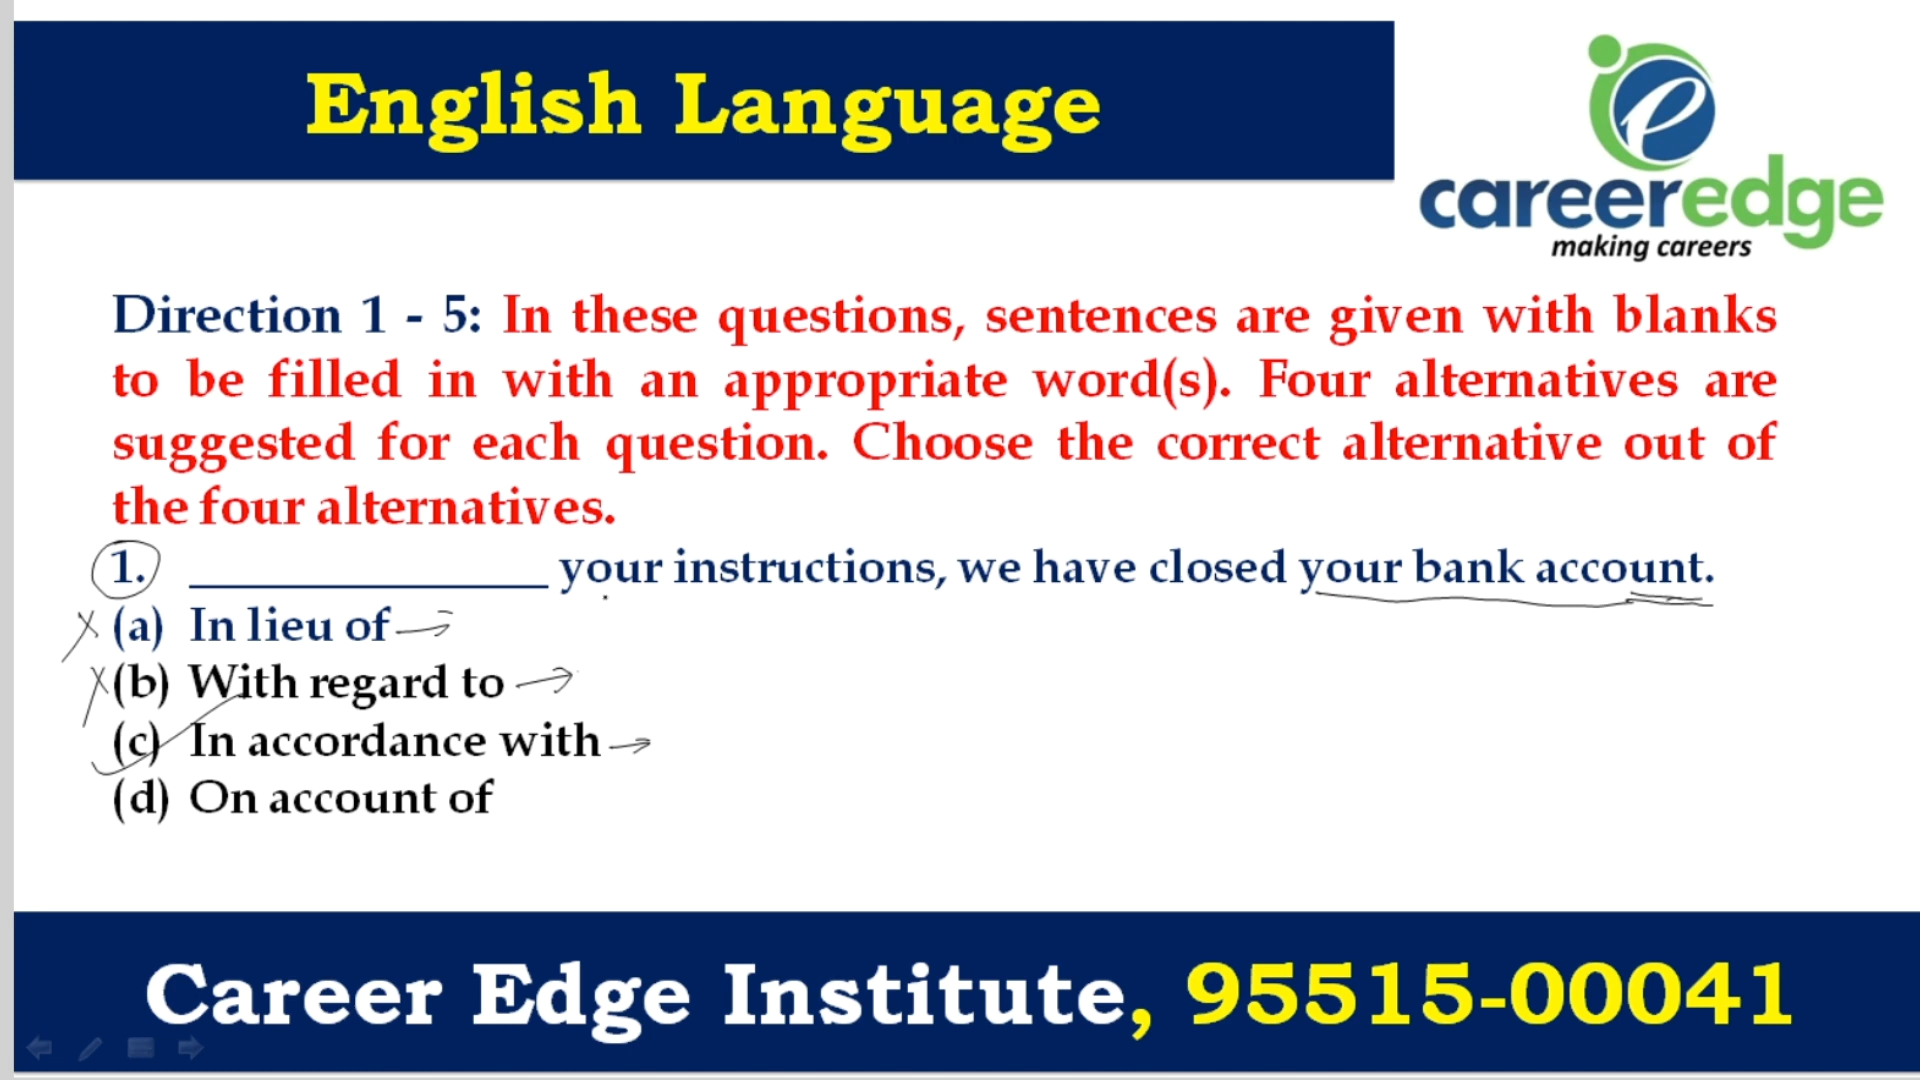 English Language
e
careeredge
making careers
Direction 1 - 5: In these questions, sentences are given with blanks
to be filled in with an appropriate word(s). Four alternatives are
suggested for each question. Choose the correct alternative out of
the four alternatives.
1. ______________ your instructions, we have closed your bank account.
(a) In lieu of
(b) With regard to
(c) In accordance with
(d) On account of
Career Edge Institute, 95515-00041